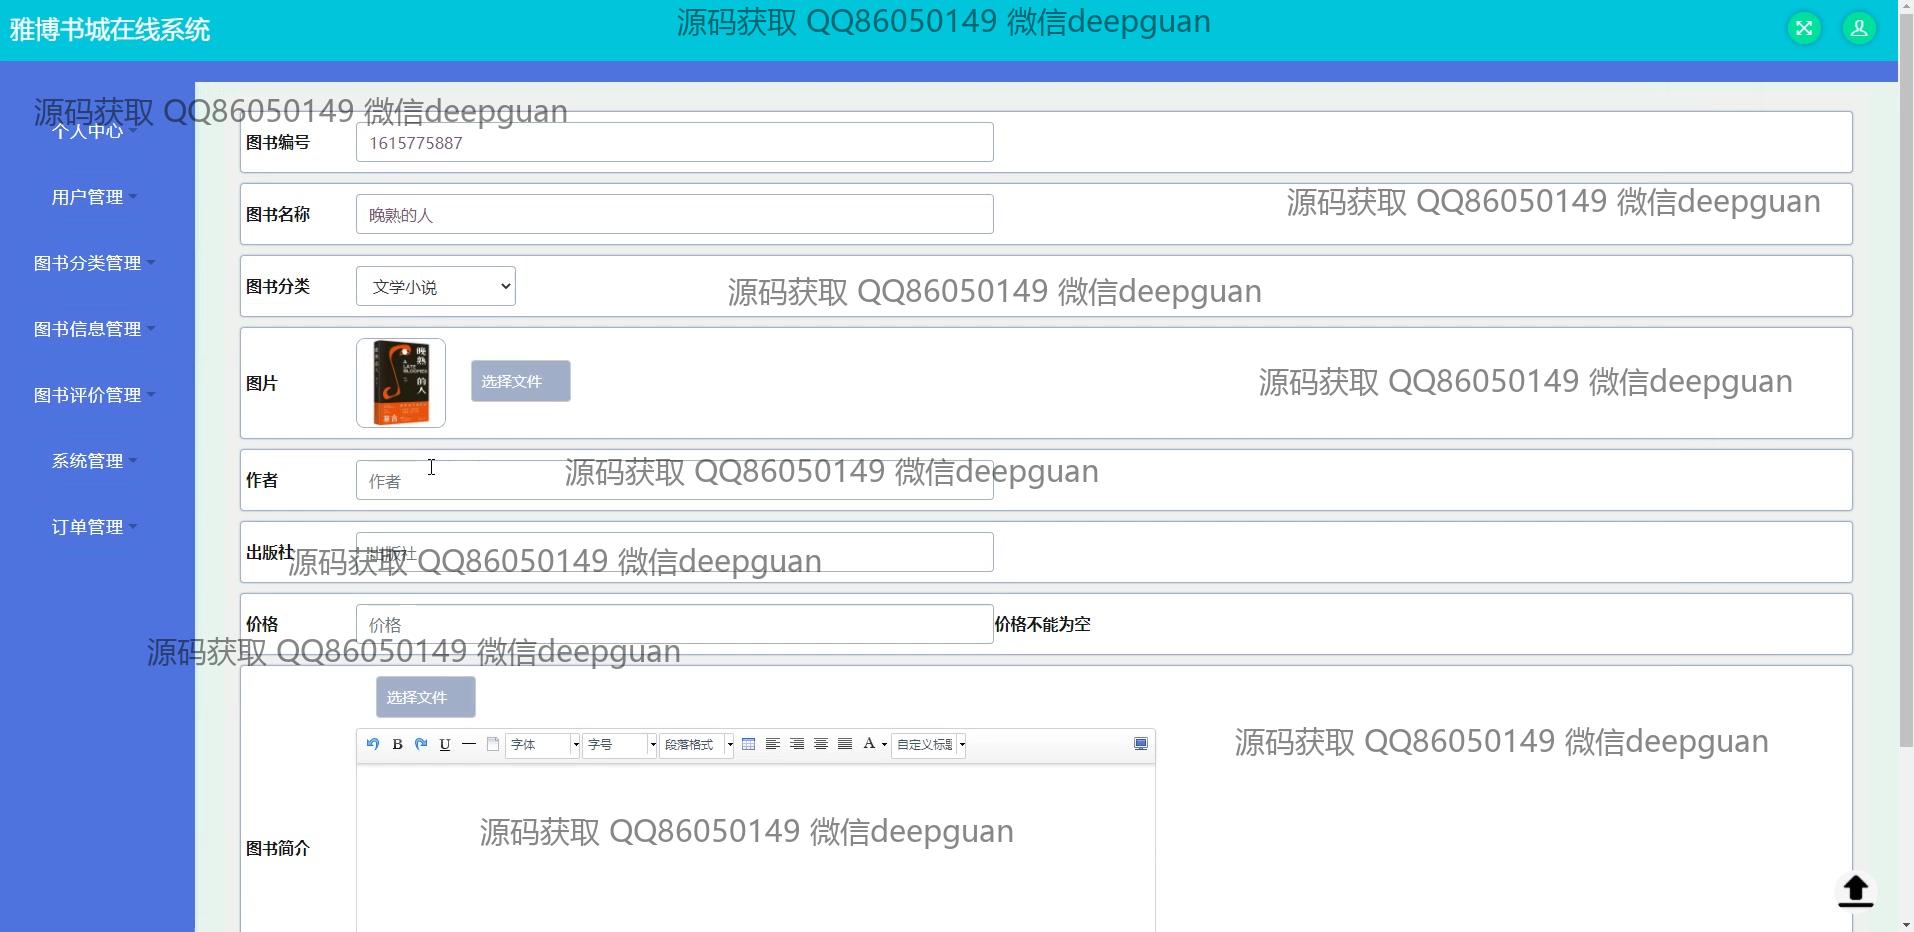 雅博书城在线系统
源码获取 QQ86050149 微信deepguan
源码获取 QQ86050149 微信deepguan
个人中心
图书编号
1615775887
用户管理
图书名称
晚熟的人
源码获取 QQ86050149 微信deepguan
图书分类管理
图书分类
文学小说
源码获取 QQ86050149 微信deepguan
图书信息管理
图书评价管理
图片
晚熟的人
A LATE BLOOMER
选择文件
源码获取 QQ86050149 微信deepguan
系统管理
作者
作者
源码获取 QQ86050149 微信deepguan
订单管理
出版社
出版社
源码获取 QQ86050149 微信deepguan
价格
价格
价格不能为空
源码获取 QQ86050149 微信deepguan
选择文件
B U 字体 字号 段落格式 A 自定义标题
源码获取 QQ86050149 微信deepguan
源码获取 QQ86050149 微信deepguan
图书简介